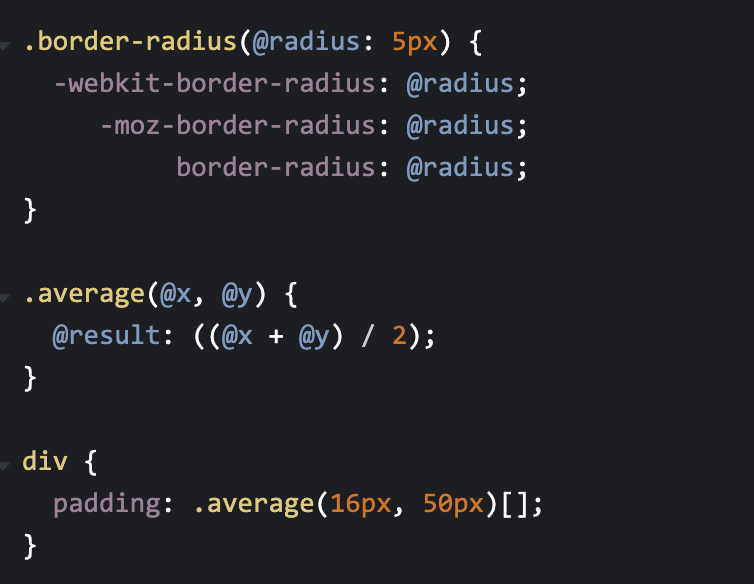 .border-radius(@radius: 5px) {
  -webkit-border-radius: @radius;
     -moz-border-radius: @radius;
          border-radius: @radius;
}

.average(@x, @y) {
  @result: ((@x + @y) / 2);
}

div {
  padding: .average(16px, 50px)[];
}